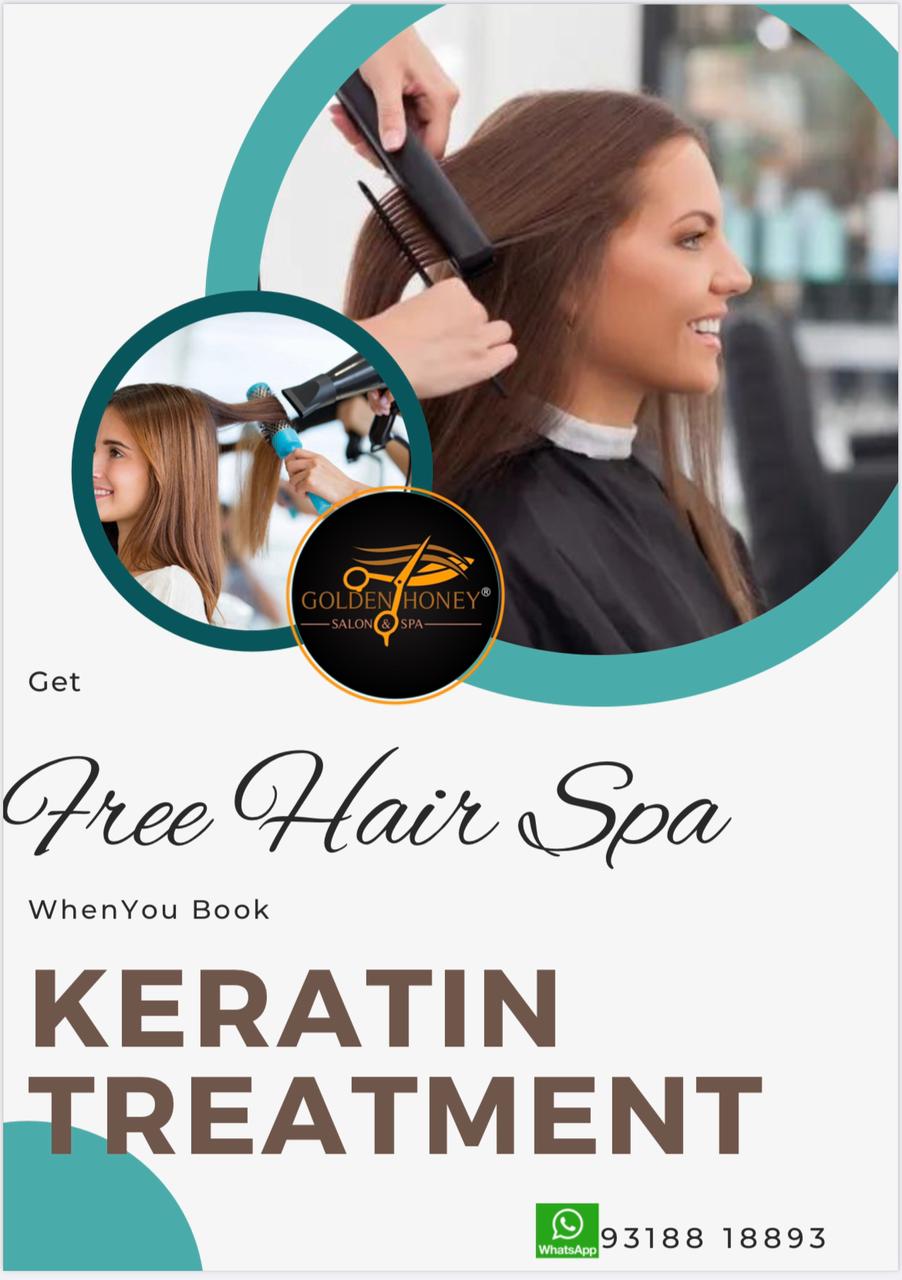 GOLDEN HONEY®
SALON & SPA
Get
Free Hair Spa
WhenYou Book
KERATIN
TREATMENT
WhatsApp 93188 18893